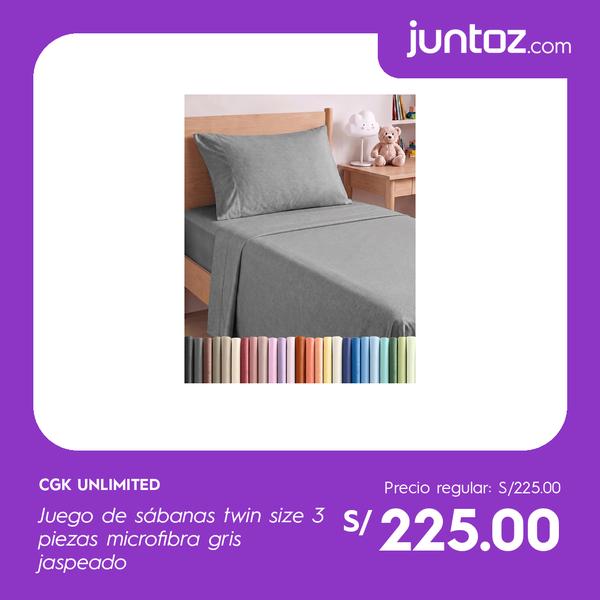 juntoz.com
CGK UNLIMITED
Juego de sábanas twin size 3
piezas microfibra gris
jaspeado
Precio regular: S/225.00
S/ 225.00